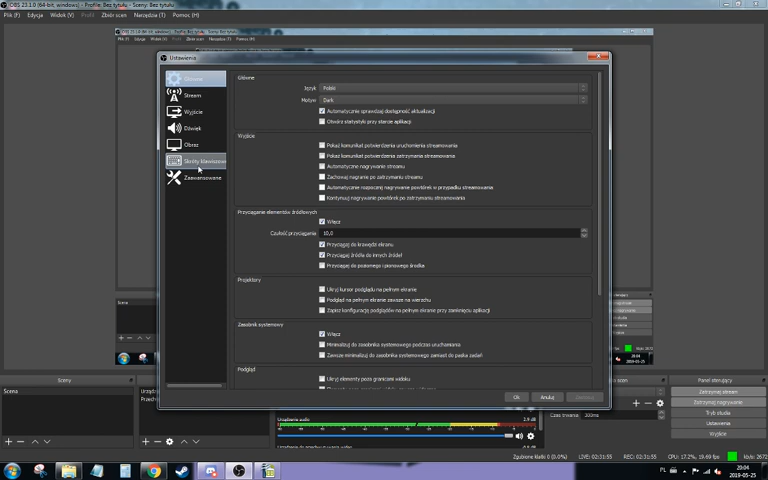 OBS 23.1.0 (64-bit, windows) - Profile: Bez tytułu - Sceny: Bez tytułu
Plik (F) Edycja Widok (V) Profil Zbiór scen Narzędzia (T) Pomoc (H)
Ustawienia
Główne
Stream
Wyjście
Dźwięk
Obraz
Skróty klawiszowe
Zaawansowane
Główne
Język Polski
Motyw Dark
Automatycznie sprawdzaj dostępność aktualizacji
Otwórz statystyki przy starcie aplikacji
Wyjście
Pokaż komunikat potwierdzenia uruchomienia streamowania
Pokaż komunikat potwierdzenia zatrzymania streamowania
Automatyczne nagrywanie streamu
Zachowuj nagranie po zatrzymaniu streamu
Automatycznie rozpocznij nagrywanie powtórek w przypadku streamowania
Kontynuuj nagrywanie powtórek po zatrzymaniu streamowania
Przyciąganie elementów źródłowych
Włącz
Czułość przyciągania 10,0
Przyciągaj do krawędzi ekranu
Przyciągaj źródła do innych źródeł
Przyciągaj do poziomego i pionowego środka
Projektory
Ukryj kursor podglądu na pełnym ekranie
Podgląd na pełnym ekranie zawsze na wierzchu
Zapisz konfigurację podglądów na pełnym ekranie przy zamknięciu aplikacji
Zasobnik systemowy
Włącz
Minimalizuj do zasobnika systemowego podczas uruchamiania
Zawsze minimalizuj do zasobnika systemowego zamiast do paska zadań
Podgląd
Ukryj elementy poza granicami widoku
Ok Anuluj
Sceny
Scena
Urządzenie audio 2.9 dB
Czas trwania 300ms
Panel sterujący
Zatrzymaj stream
Zatrzymaj nagrywanie
Tryb studia
Ustawienia
Wyjście
Zgubione klatki 0 (0.0%) LIVE: 02:31:55 REC: 02:31:55 CPU: 17.2%, 19.69 fps kb/s: 2672
PL
20:04
2019-05-25